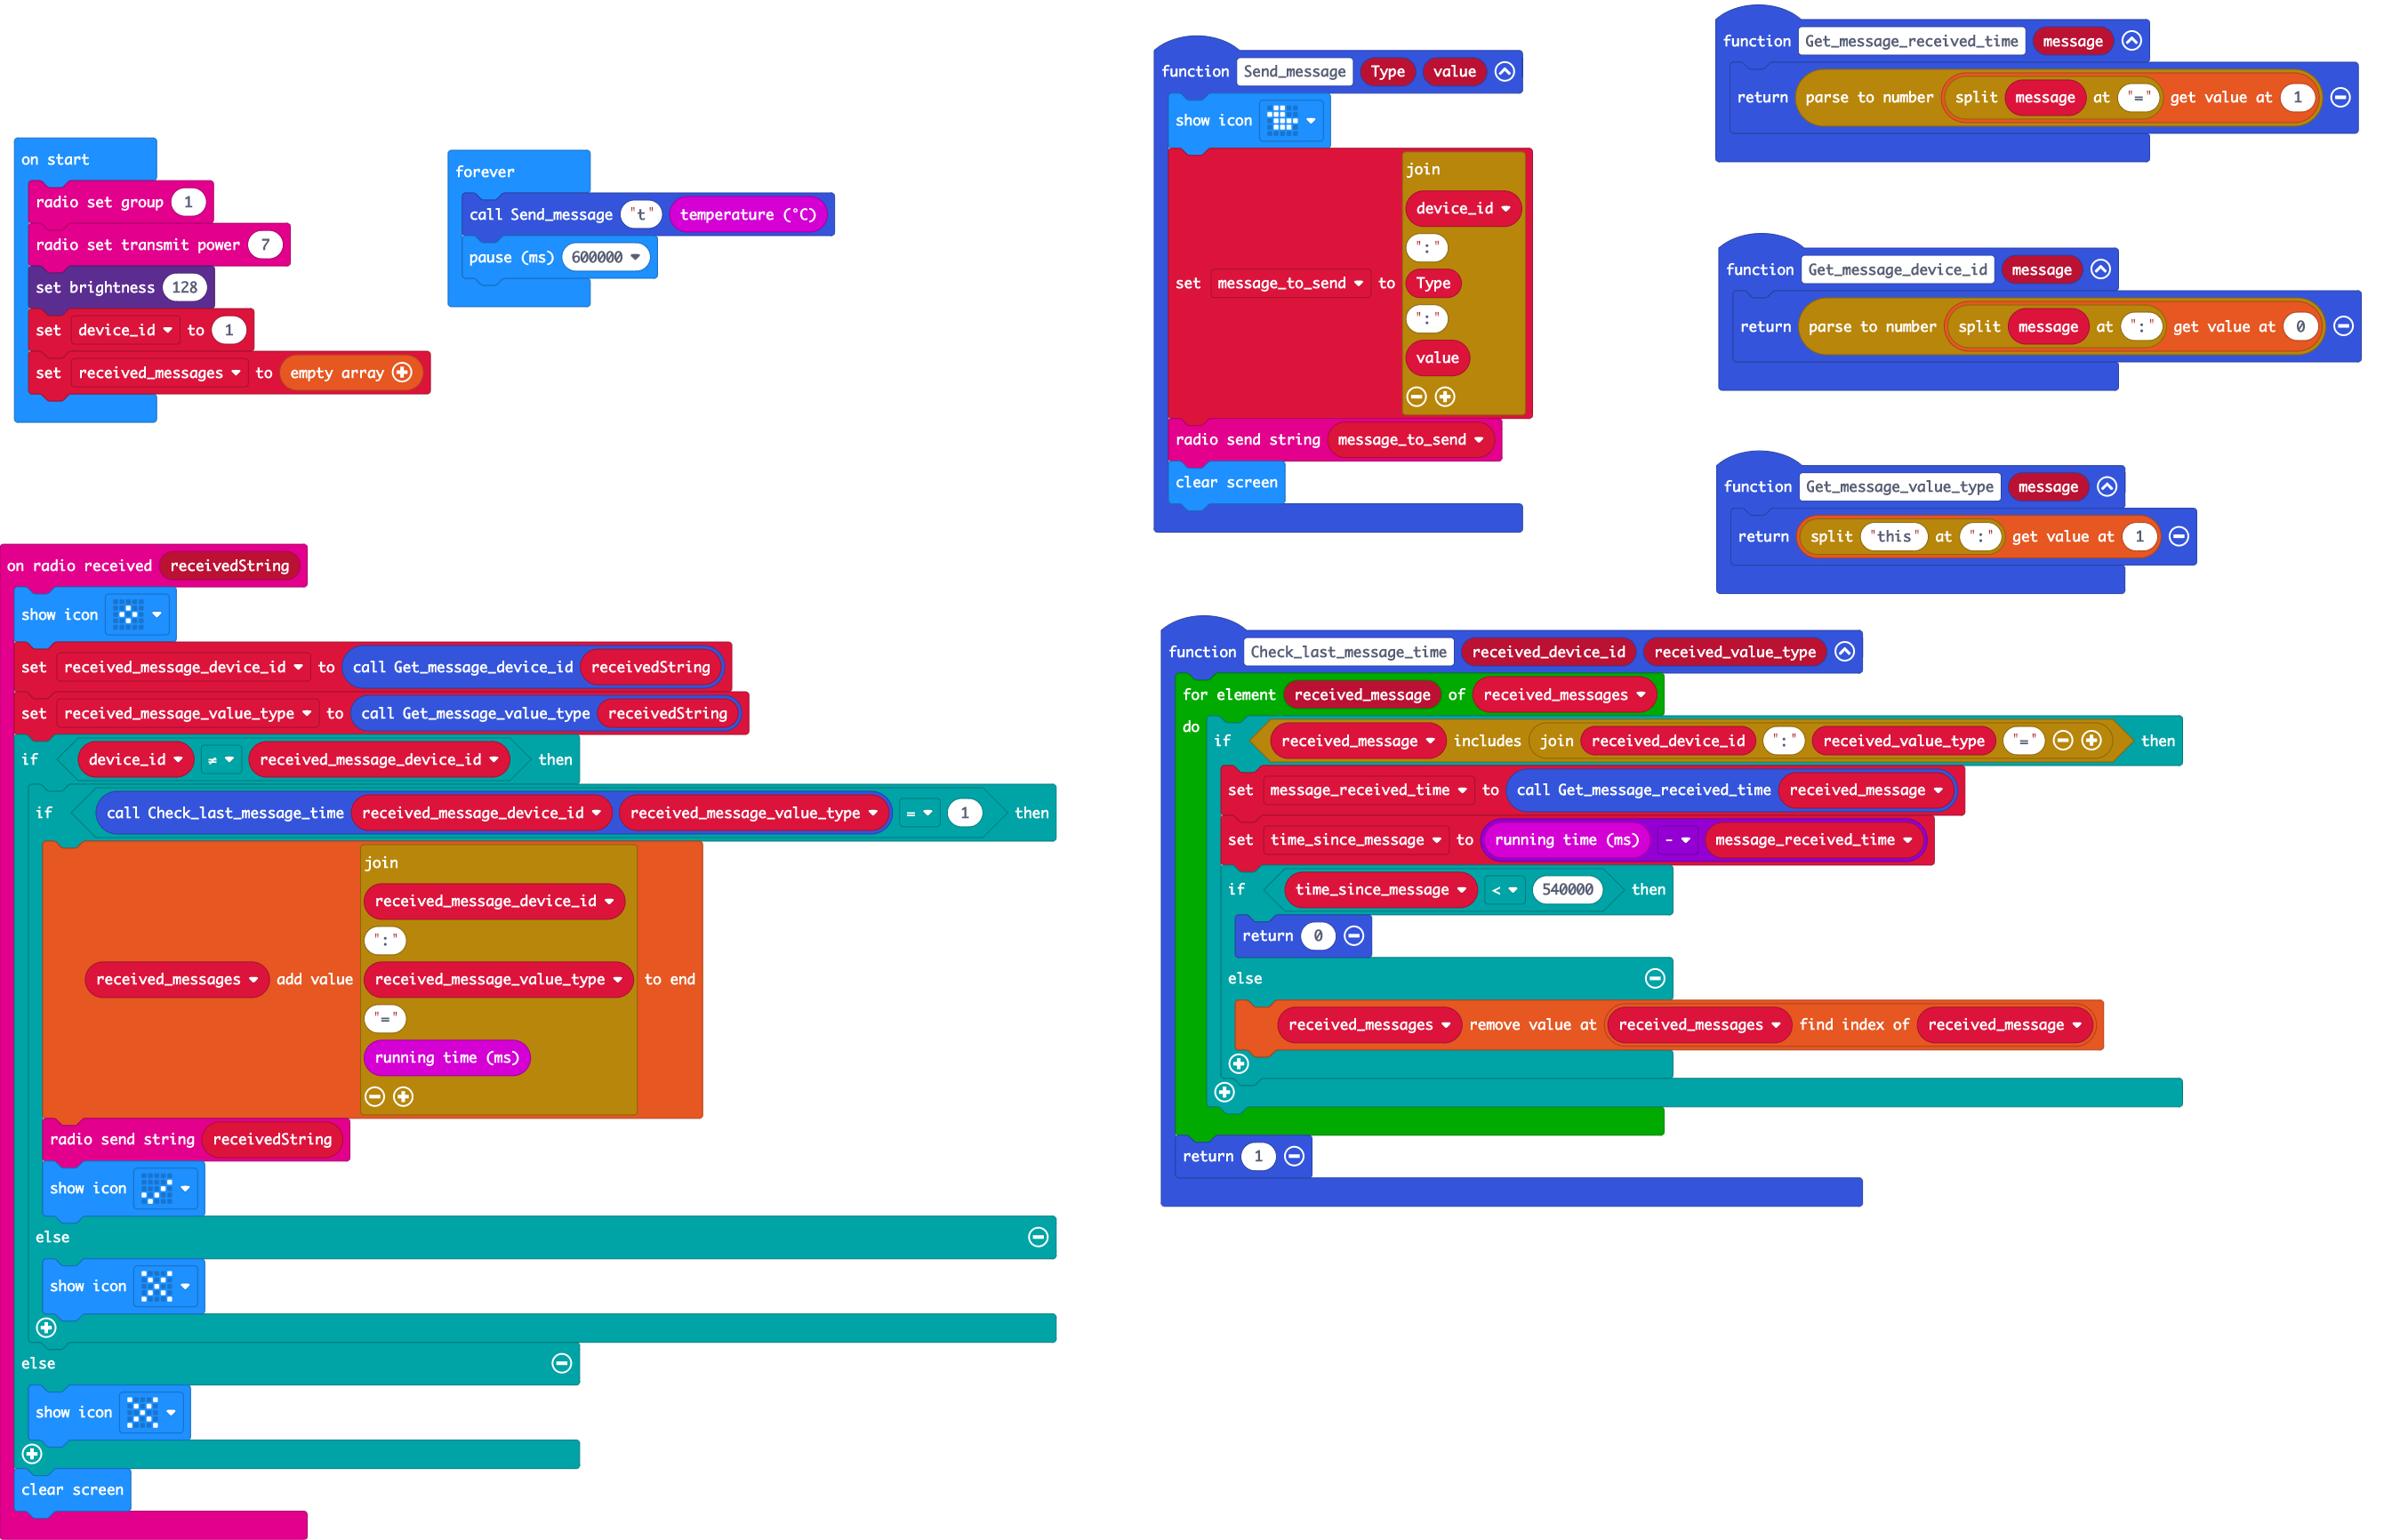 on start
radio set group 1
radio set transmit power 7
set brightness 128
set device_id to 1
set received_messages to empty array
forever
call Send_message "t" temperature (°C)
pause (ms) 600000
on radio received receivedString
show icon
set received_message_device_id to call Get_message_device_id receivedString
set received_message_value_type to call Get_message_value_type receivedString
if device_id ≠ received_message_device_id then
if call Check_last_message_time received_message_device_id received_message_value_type = 1 then
received_messages add value join received_message_device_id ":" received_message_value_type "=" running time (ms) to end
radio send string receivedString
show icon
else
show icon
else
show icon
clear screen
function Send_message Type value
show icon
set message_to_send to join device_id ":" Type ":" value
radio send string message_to_send
clear screen
function Get_message_received_time message
return parse to number split message at "=" get value at 1
function Get_message_device_id message
return parse to number split message at ":" get value at 0
function Get_message_value_type message
return split "this" at ":" get value at 1
function Check_last_message_time received_device_id received_value_type
for element received_message of received_messages
do if received_message includes join received_device_id ":" received_value_type "=" then
set message_received_time to call Get_message_received_time received_message
set time_since_message to running time (ms) - message_received_time
if time_since_message < 540000 then
return 0
else
received_messages remove value at received_messages find index of received_message
return 1